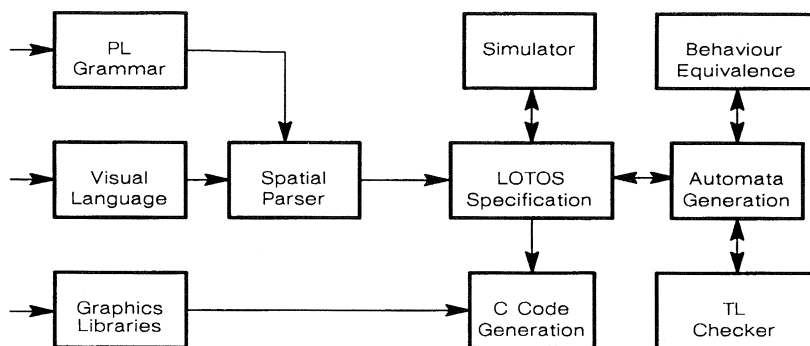 PL
Grammar
Simulator
Behaviour
Equivalence
Visual
Language
Spatial
Parser
LOTOS
Specification
Automata
Generation
Graphics
Libraries
C Code
Generation
TL
Checker